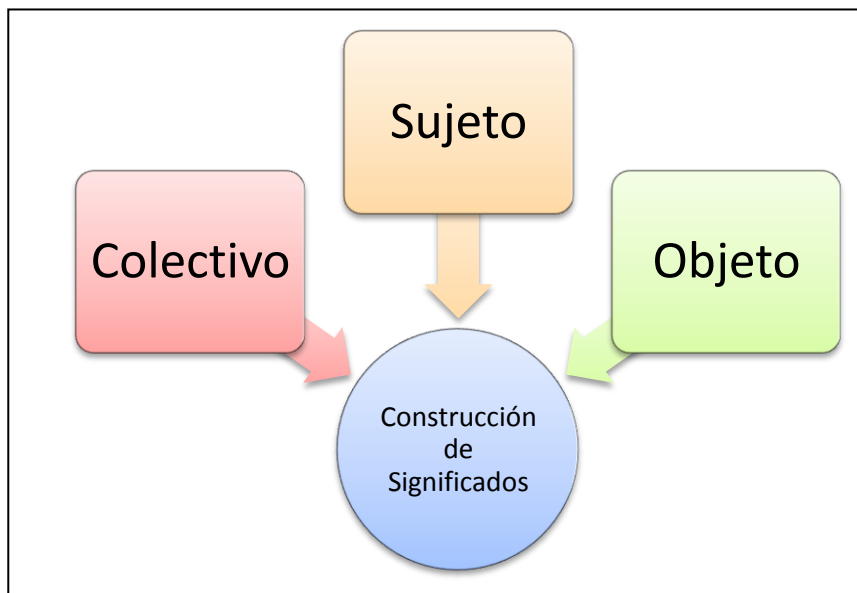 Sujeto
Colectivo
Objeto
Construcción
de
Significados